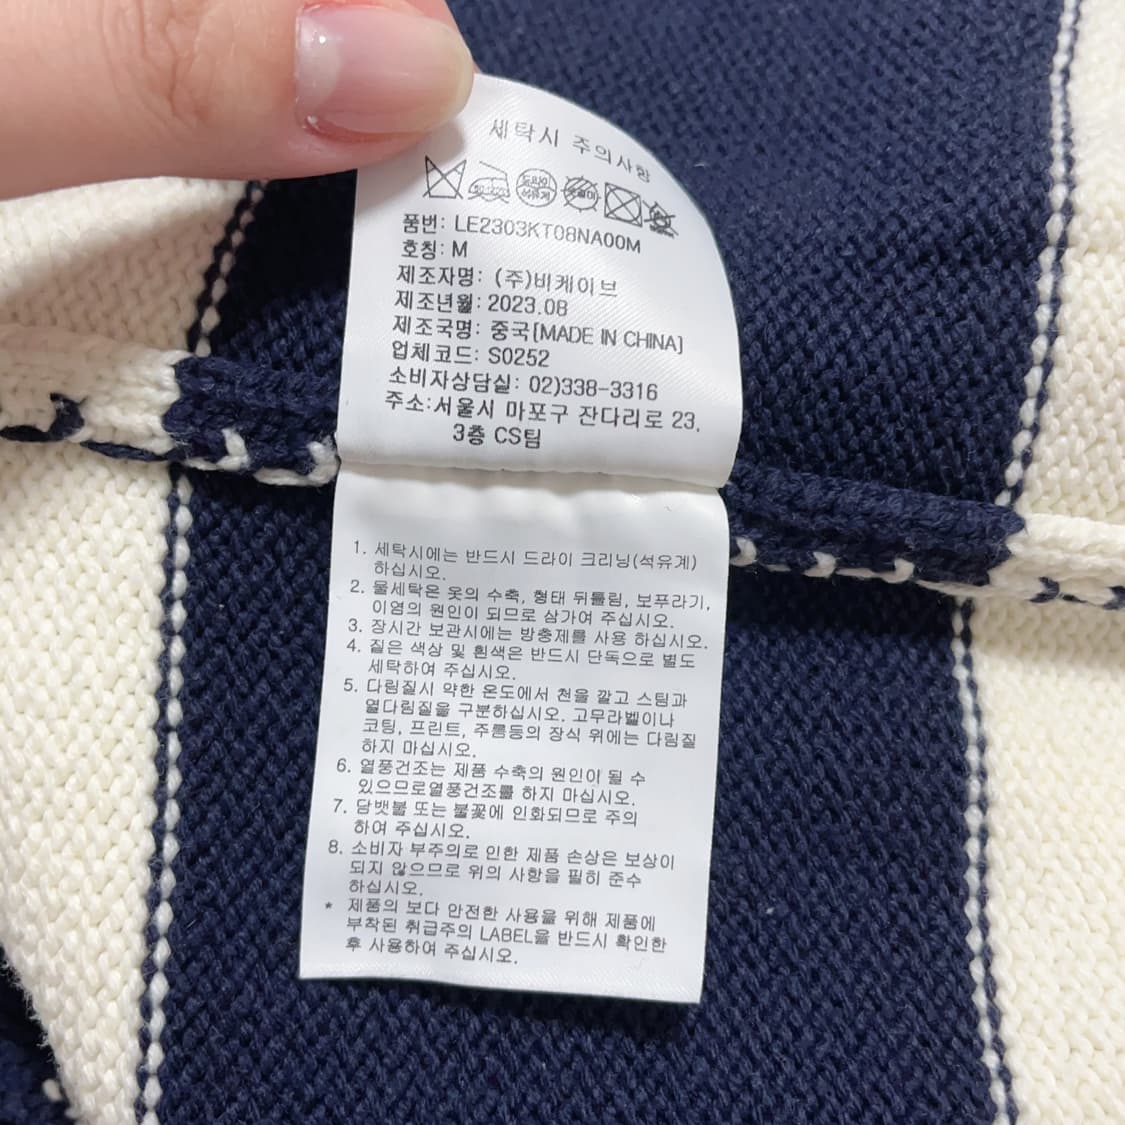 세탁시 주의사항
드라이
석유계
품번: LE2303KT08NA00M
호칭: M
제조자명: (주)비케이브
제조년월: 2023.08
제조국명: 중국[MADE IN CHINA]
업체코드: S0252
소비자상담실: 02)338-3316
주소:서울시 마포구 잔다리로 23.
3층 CS팀
1. 세탁시에는 반드시 드라이 크리닝(석유계)
하십시오.
2. 물세탁은 옷의 수축, 형태 뒤틀림, 보푸라기,
이염의 원인이 되므로 삼가여 주십시오.
3. 장시간 보관시에는 방충제를 사용 하십시오.
4. 짙은 색상 및 흰색은 반드시 단독으로 별도
세탁하여 주십시오.
5. 다림질시 약한 온도에서 천을 깔고 스팀과
열다림질을 구분하십시오. 고무라벨이나
코팅, 프린트, 주름등의 장식 위에는 다림질
하지 마십시오.
6. 열풍건조는 제품 수축의 원인이 될 수
있으므로열풍건조를 하지 마십시오.
7. 담뱃불 또는 불꽃에 인화되므로 주의
하여 주십시오.
8. 소비자 부주의로 인한 제품 손상은 보상이
되지 않으므로 위의 사항을 필히 준수
하십시오.
* 제품의 보다 안전한 사용을 위해 제품에
부착된 취급주의 LABEL을 반드시 확인한
후 사용하여 주십시오.